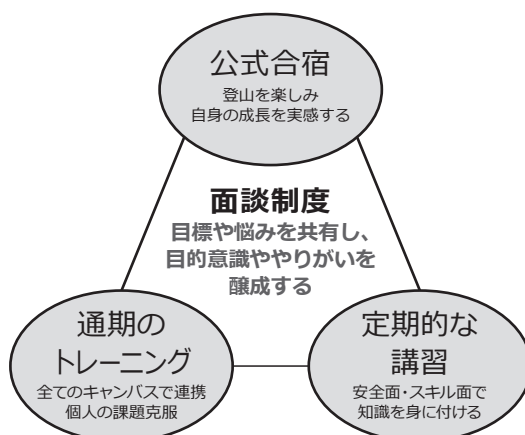 公式合宿
登山を楽しみ
自身の成長を実感する
面談制度
目標や悩みを共有し、
目的意識ややりがいを
醸成する
通期の
トレーニング
全てのキャンパスで連携
個人の課題克服
定期的な
講習
安全面・スキル面で
知識を身に付ける